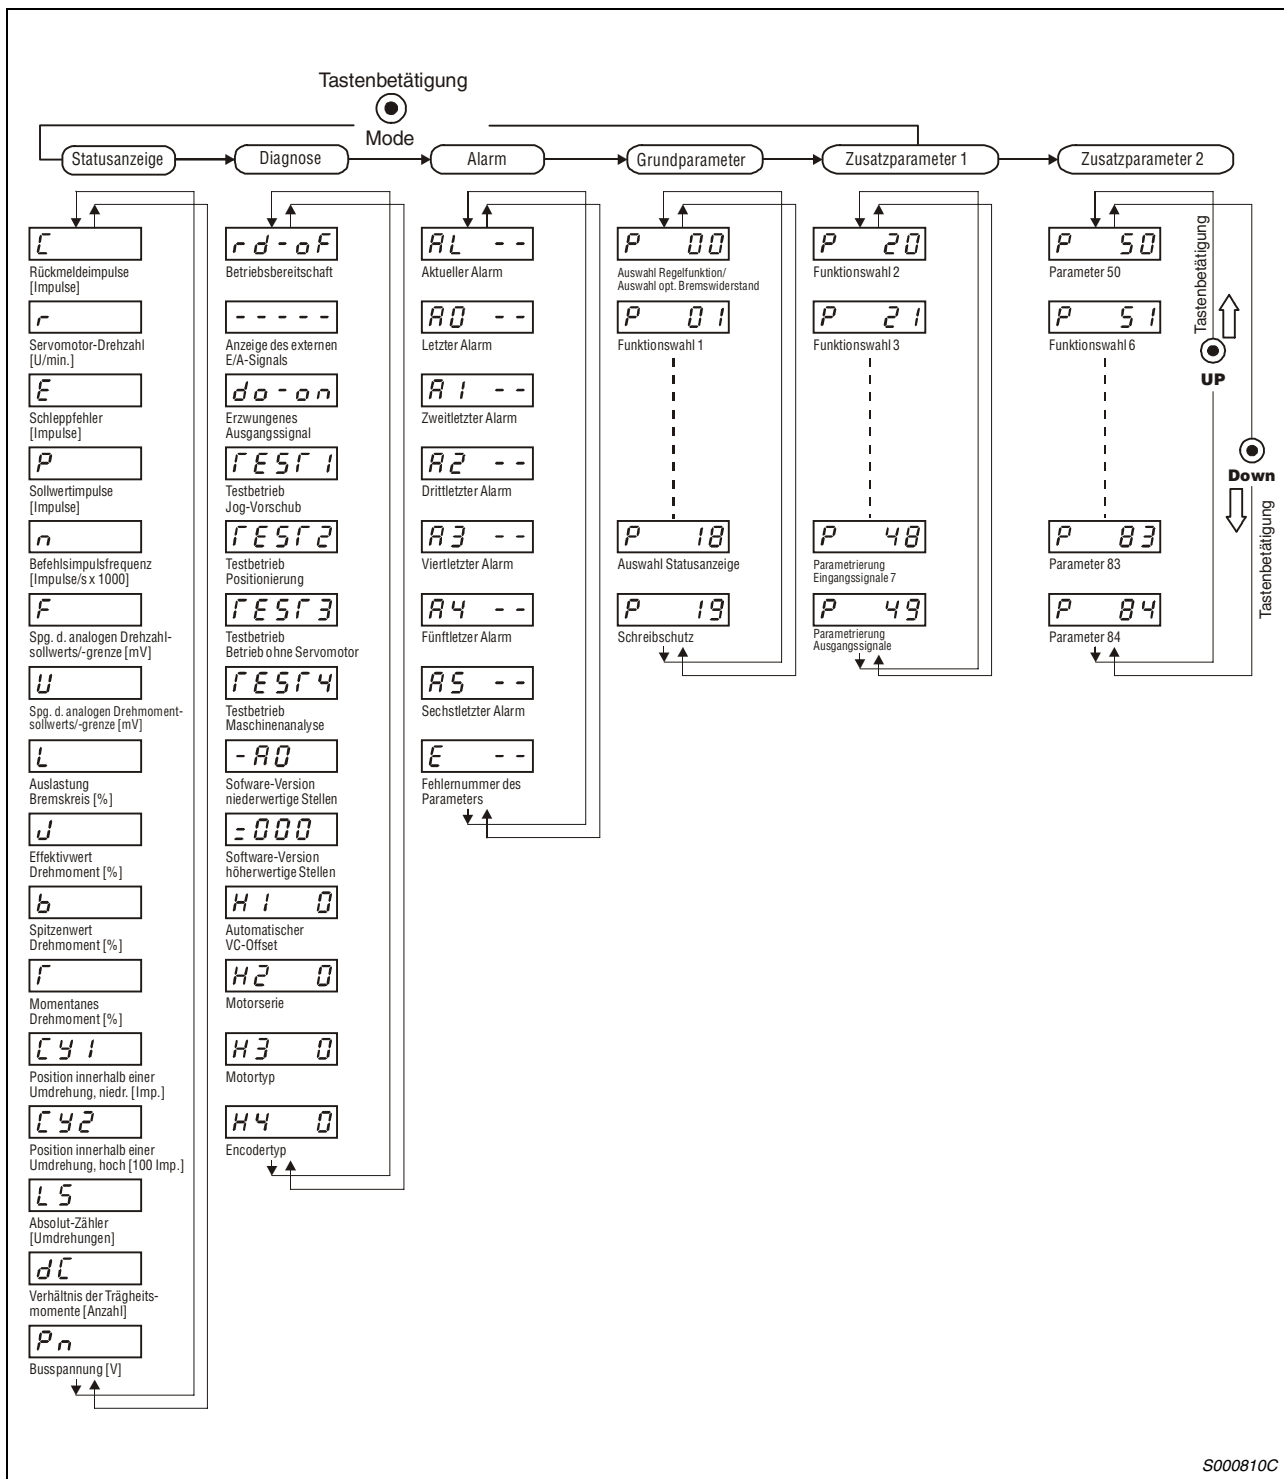 Tastenbetätigung
Mode
Statusanzeige
Diagnose
Alarm
Grundparameter
Zusatzparameter 1
Zusatzparameter 2
C
Rückmeldeimpulse
[Impulse]
r
Servomotor-Drehzahl
[U/min.]
E
Schleppfehler
[Impulse]
P
Sollwertimpulse
[Impulse]
n
Befehlsimpulsfrequenz
[Impulse/s x 1000]
F
Spg. d. analogen Drehzahl-
sollwerts/-grenze [mV]
U
Spg. d. analogen Drehmoment-
sollwerts/-grenze [mV]
L
Auslastung
Bremskreis [%]
J
Effektivwert
Drehmoment [%]
b
Spitzenwert
Drehmoment [%]
T
Momentanes
Drehmoment [%]
Cy1
Position innerhalb einer
Umdrehung, niedr. [Imp.]
Cy2
Position innerhalb einer
Umdrehung, hoch [100 Imp.]
LS
Absolut-Zähler
[Umdrehungen]
dC
Verhältnis der Trägheits-
momente [Anzahl]
Pn
Busspannung [V]
rd-oF
Betriebsbereitschaft
- - - - -
Anzeige des externen
E/A-Signals
do-on
Erzwungenes
Ausgangssignal
TEST1
Testbetrieb
Jog-Vorschub
TEST2
Testbetrieb
Positionierung
TEST3
Testbetrieb
Betrieb ohne Servomotor
TEST4
Testbetrieb
Maschinenanalyse
-A0
Sofware-Version
niederwertige Stellen
=000
Software-Version
höherwertige Stellen
H1 0
Automatischer
VC-Offset
H2 0
Motorserie
H3 0
Motortyp
H4 0
Encodertyp
AL --
Aktueller Alarm
A0 --
Letzter Alarm
A1 --
Zweitletzter Alarm
A2 --
Drittletzter Alarm
A3 --
Viertletzter Alarm
A4 --
Fünftletzer Alarm
A5 --
Sechstletzter Alarm
E --
Fehlernummer des
Parameters
P 00
Auswahl Regelfunktion/
Auswahl opt. Bremswiderstand
P 01
Funktionswahl 1
P 18
Auswahl Statusanzeige
P 19
Schreibschutz
P 20
Funktionswahl 2
P 21
Funktionswahl 3
P 48
Parametrierung
Eingangssignale 7
P 49
Parametrierung
Ausgangssignale
P 50
Parameter 50
P 51
Funktionswahl 6
P 83
Parameter 83
P 84
Parameter 84
Tastenbetätigung
UP
Down
Tastenbetätigung
S000810C